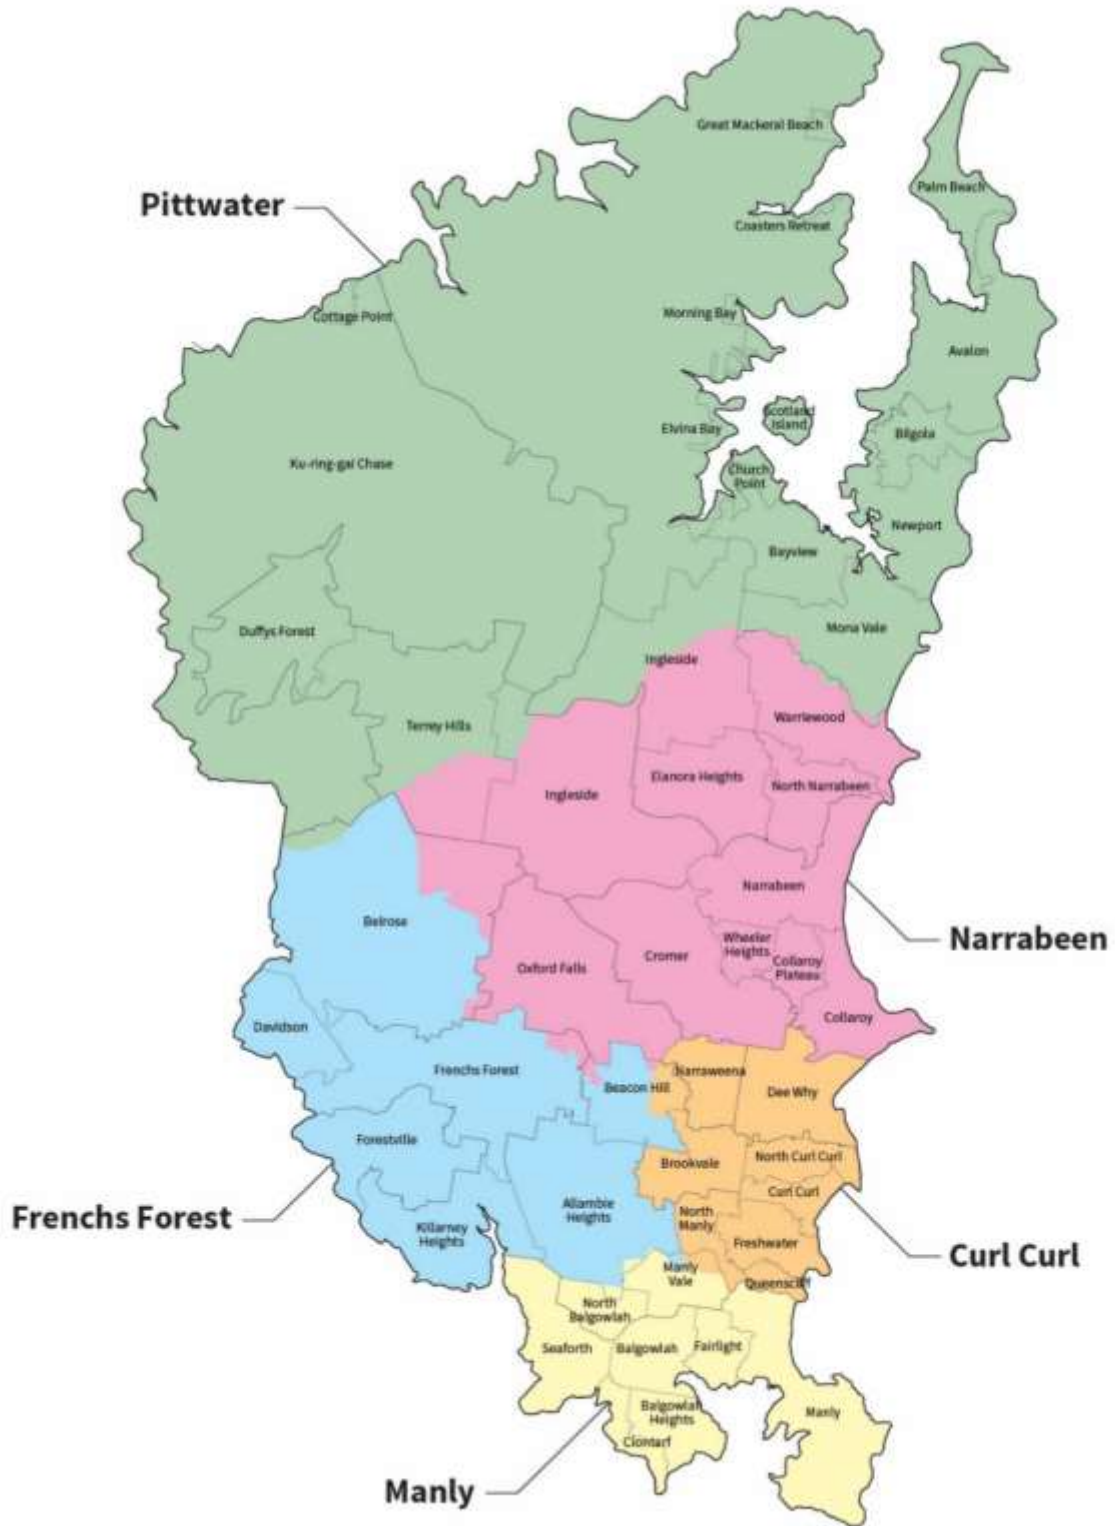 Great Mackeral Beach
Palm Beach
Pittwater
Coasters Retreat
Morning Bay
Cottage Point
Avalon
Scotland
Island
Elvina Bay
Bilgola
Ku-ring-gai Chase
Church
Point
Newport
Bayview
Duffys Forest
Mona Vale
Ingleside
Warriewood
Terrey Hills
Elanora Heights
North Narrabeen
Ingleside
Narrabeen
Belrose
Wheeler
Heights
Narrabeen
Cromer
Collaroy
Plateau
Oxford Falls
Collaroy
Davidson
Frenchs Forest
Narraweena
Beacon Hill
Dee Why
Forestville
Brookvale
North Curl Curl
Curl Curl
Allambie
Heights
North
Manly
Frenchs Forest
Killarney
Heights
Freshwater
Curl Curl
Manly
Vale
Queenscliff
North
Balgowlah
Seaforth
Balgowlah
Fairlight
Balgowlah
Heights
Manly
Clontarf
Manly